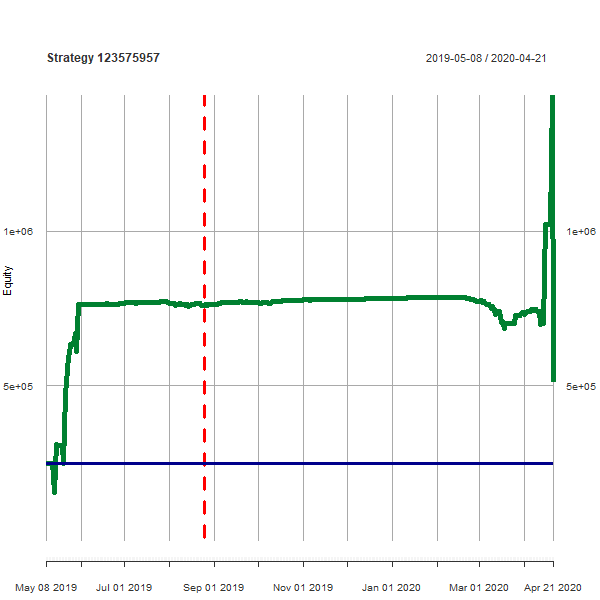 Strategy 123575957
2019-05-08 / 2020-04-21
1e+06
1e+06
Equity
5e+05
5e+05
May 08 2019
Jul 01 2019
Sep 01 2019
Nov 01 2019
Jan 01 2020
Mar 01 2020
Apr 21 2020